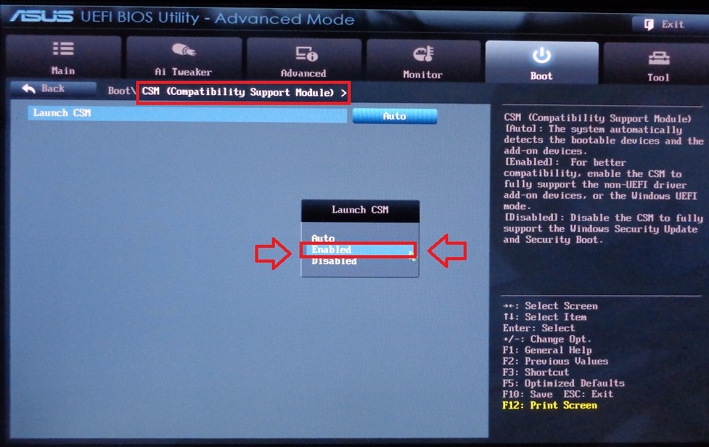 ASUS UEFI BIOS Utility - Advanced Mode
Exit
Main
Ai Tweaker
Advanced
Monitor
Boot
Tool
Back
Boot\ CSM (Compatibility Support Module) >
Launch CSM
Auto
Launch CSM
Auto
Enabled
Disabled
CSM (Compatibility Support Module)
[Auto]: The system automatically
detects the bootable devices and the
add-on devices.
[Enabled]: For better
compatibility, enable the CSM to
fully support the non-UEFI driver
add-on devices, or the Windows UEFI
mode.
[Disabled]: Disable the CSM to fully
support the Windows Security Update
and Security Boot.
→←: Select Screen
↑↓: Select Item
Enter: Select
+/-: Change Opt.
F1: General Help
F2: Previous Values
F3: Shortcut
F5: Optimized Defaults
F10: Save ESC: Exit
F12: Print Screen